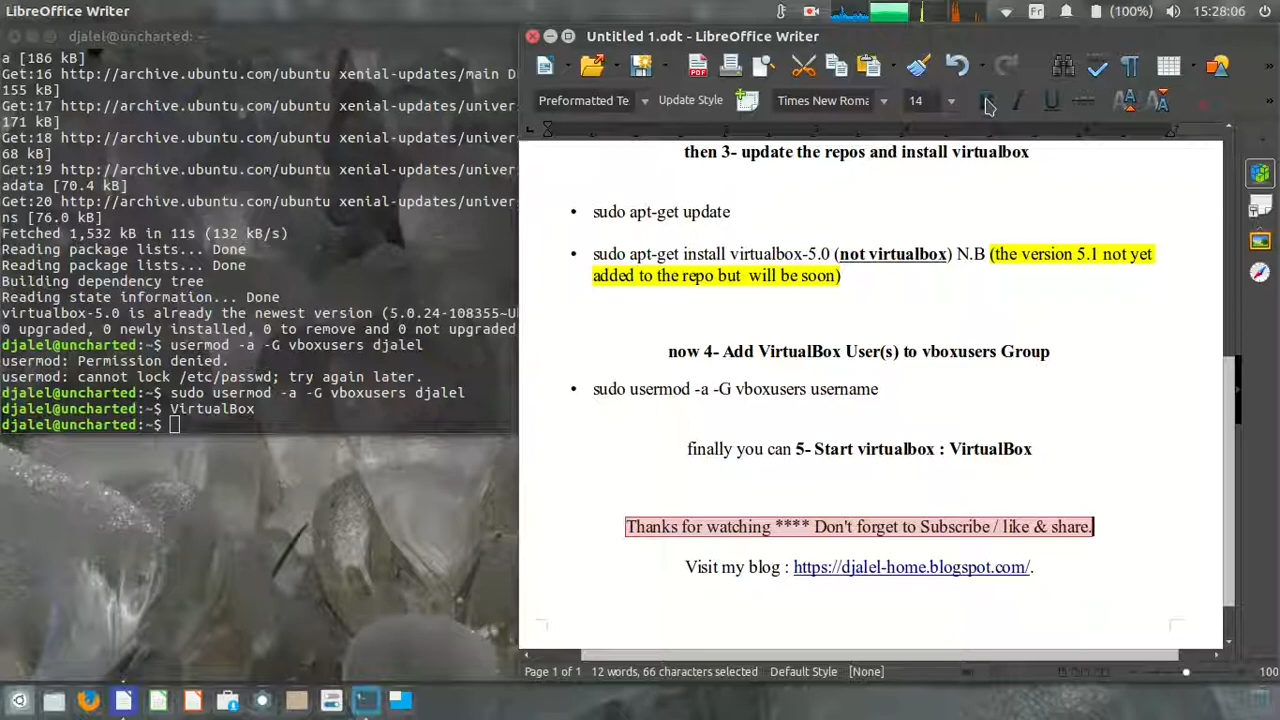 LibreOffice Writer
Fr
(100%)
15:28:06
djalel@uncharted: ~
a [186 kB]
Get:16 http://archive.ubuntu.com/ubuntu xenial-updates/main D
155 kB]
Get:17 http://archive.ubuntu.com/ubuntu xenial-updates/univer
171 kB]
Get:18 http://archive.ubuntu.com/ubuntu xenial-updates/univer
68 kB]
Get:19 http://archive.ubuntu.com/ubuntu xenial-updates/univer
adata [70.4 kB]
Get:20 http://archive.ubuntu.com/ubuntu xenial-updates/univer
ns [76.0 kB]
Fetched 1,532 kB in 11s (132 kB/s)
Reading package lists... Done
Reading package lists... Done
Building dependency tree
Reading state information... Done
virtualbox-5.0 is already the newest version (5.0.24-108355~U
0 upgraded, 0 newly installed, 0 to remove and 0 not upgraded
djalel@uncharted:~$ usermod -a -G vboxusers djalel
usermod: Permission denied.
usermod: cannot lock /etc/passwd; try again later.
djalel@uncharted:~$ sudo usermod -a -G vboxusers djalel
djalel@uncharted:~$ VirtualBox
djalel@uncharted:~$
Untitled 1.odt - LibreOffice Writer
Preformatted Te
Update Style
Times New Roma
14
then 3- update the repos and install virtualbox
• sudo apt-get update
• sudo apt-get install virtualbox-5.0 (not virtualbox) N.B (the version 5.1 not yet
added to the repo but will be soon)
now 4- Add VirtualBox User(s) to vboxusers Group
• sudo usermod -a -G vboxusers username
finally you can 5- Start virtualbox : VirtualBox
Thanks for watching **** Don't forget to Subscribe / like & share.
Visit my blog : https://djalel-home.blogspot.com/.
Page 1 of 1
12 words, 66 characters selected
Default Style
[None]
100